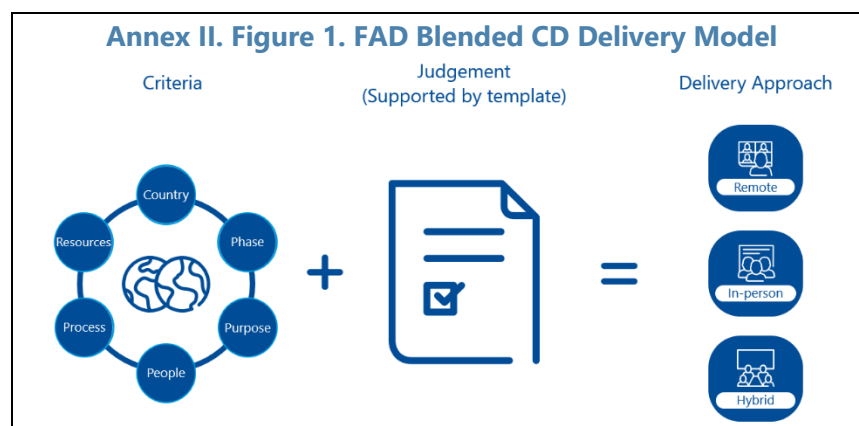 Annex II. Figure 1. FAD Blended CD Delivery Model
Criteria
Judgement
(Supported by template)
Delivery Approach
Country
Phase
Purpose
People
Process
Resources
+
=
Remote
In-person
Hybrid